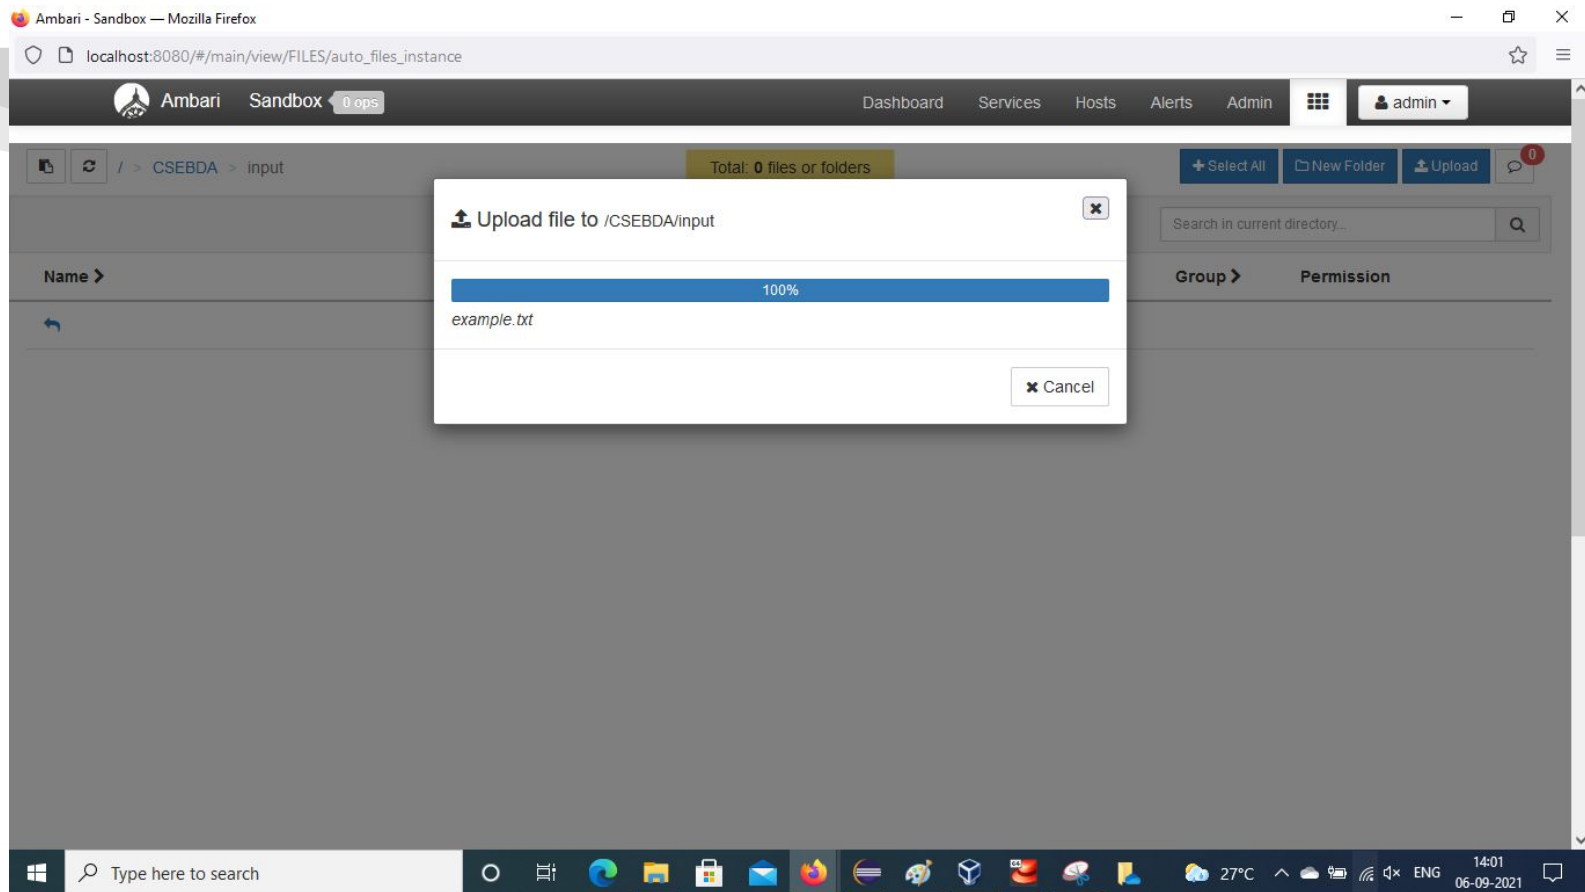 Ambari - Sandbox — Mozilla Firefox
localhost:8080/#/main/view/FILES/auto_files_instance
Ambari Sandbox 0 ops Dashboard Services Hosts Alerts Admin admin
/ > CSEBDA > input Total: 0 files or folders Select All New Folder Upload 0
Upload file to /CSEBDA/input
Search in current directory...
Name Group Permission
100%
example.txt
Cancel
Type here to search 27°C ENG 14:01
06-09-2021